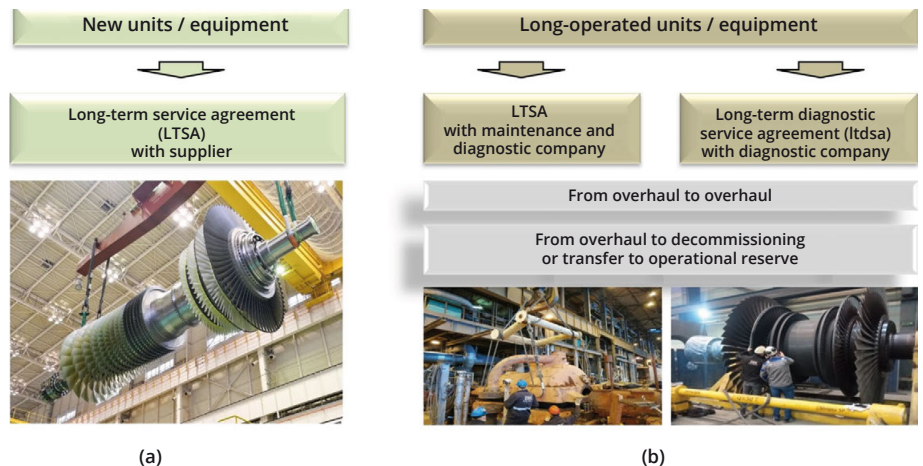 New units / equipment
Long-term service agreement
(LTSA)
with supplier
Long-operated units / equipment
LTSA
with maintenance and
diagnostic company
Long-term diagnostic
service agreement (ltdsa)
with diagnostic company
From overhaul to overhaul
From overhaul to decommissioning
or transfer to operational reserve
(a)
(b)